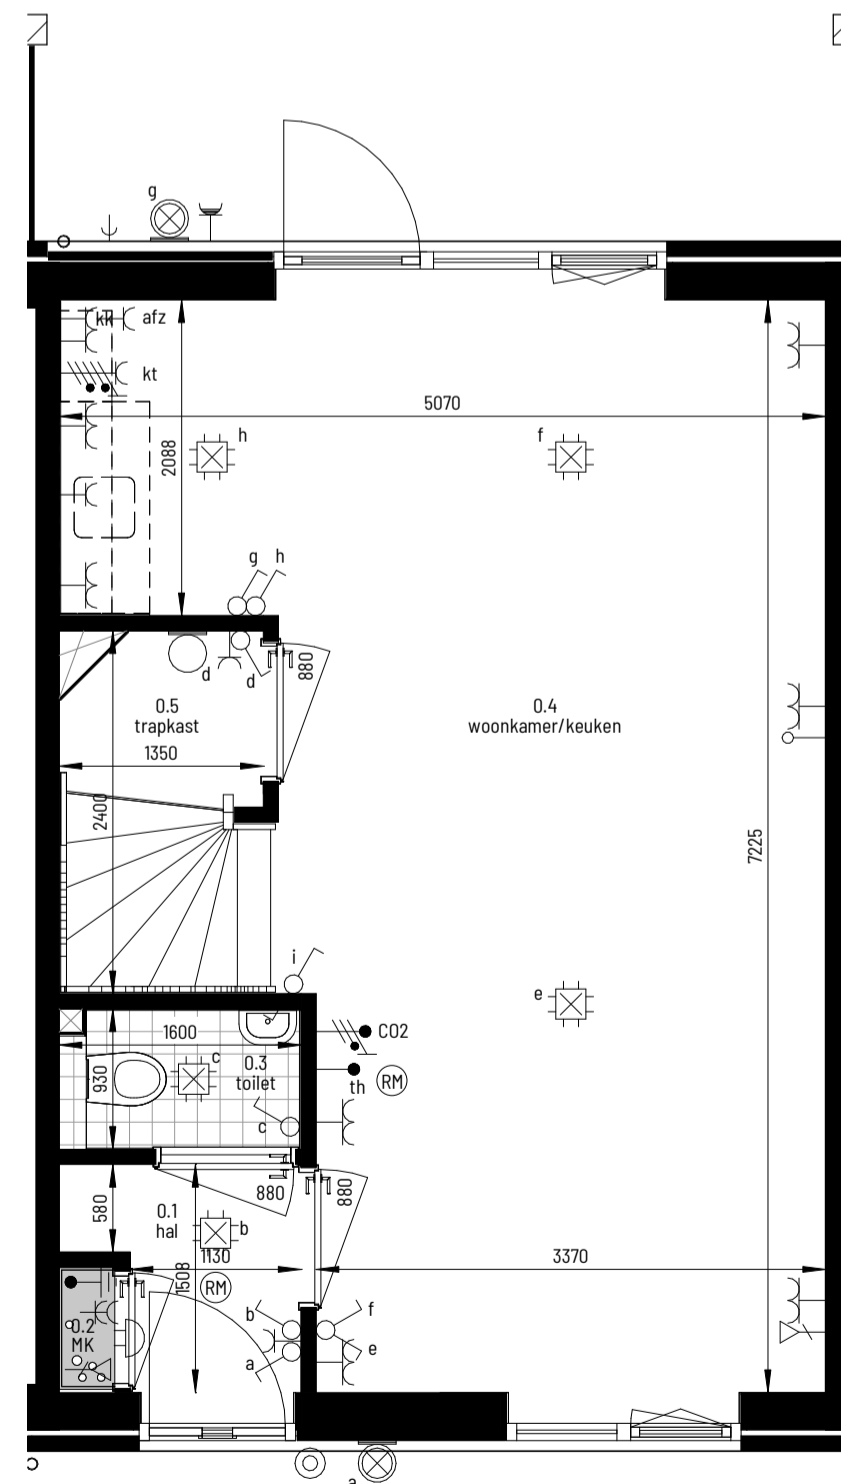 g
kk
afz
kt
5070
h
f
2088
g
h
d
d
880
0.5
trapkast
1350
2400
0.4
woonkamer/keuken
7225
i
e
CO2
1600
c
0.3
toilet
930
th
RM
c
880
880
580
0.1
hal
b
1130
3370
1508
RM
0.2
MK
b
f
a
e
a